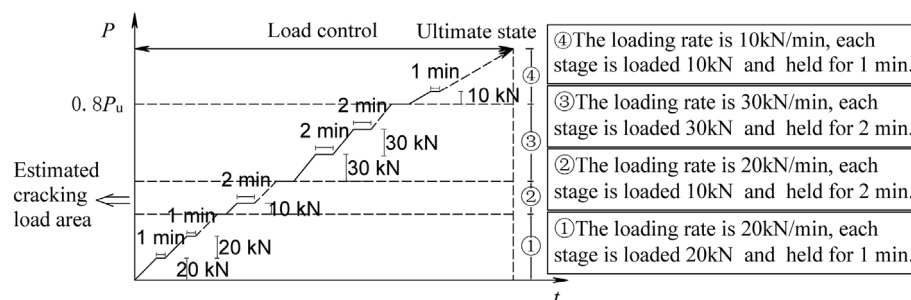 P
Load control
Ultimate state
④The loading rate is 10kN/min, each
stage is loaded 10kN and held for 1 min.
④
1 min
10 kN
0.8Pu
2 min
③The loading rate is 30kN/min, each
stage is loaded 30kN and held for 2 min.
③
2 min
30 kN
30 kN
Estimated
cracking
load area
2 min
②The loading rate is 20kN/min, each
stage is loaded 10kN and held for 2 min.
②
10 kN
1 min
①The loading rate is 20kN/min, each
stage is loaded 20kN and held for 1 min.
①
1 min
20 kN
20 kN
t